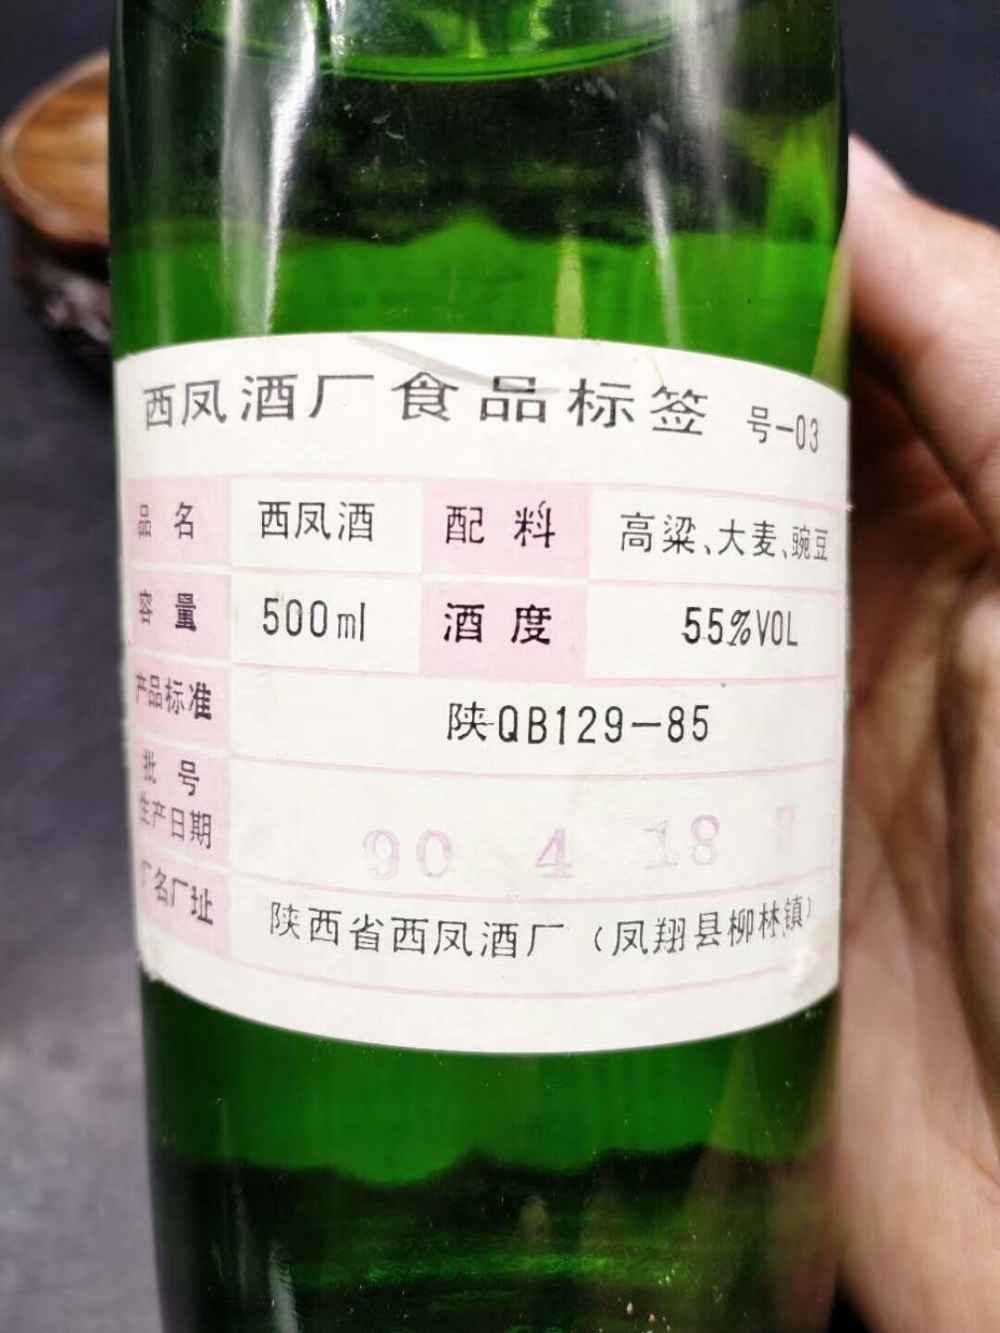 西凤酒厂食品标签 号-03
品名 西凤酒 配料 高粱、大麦、豌豆
容量 500ml 酒度 55%VOL
产品标准 陕QB129-85
批号
生产日期 90 4 18
厂名厂址 陕西省西凤酒厂(凤翔县柳林镇)